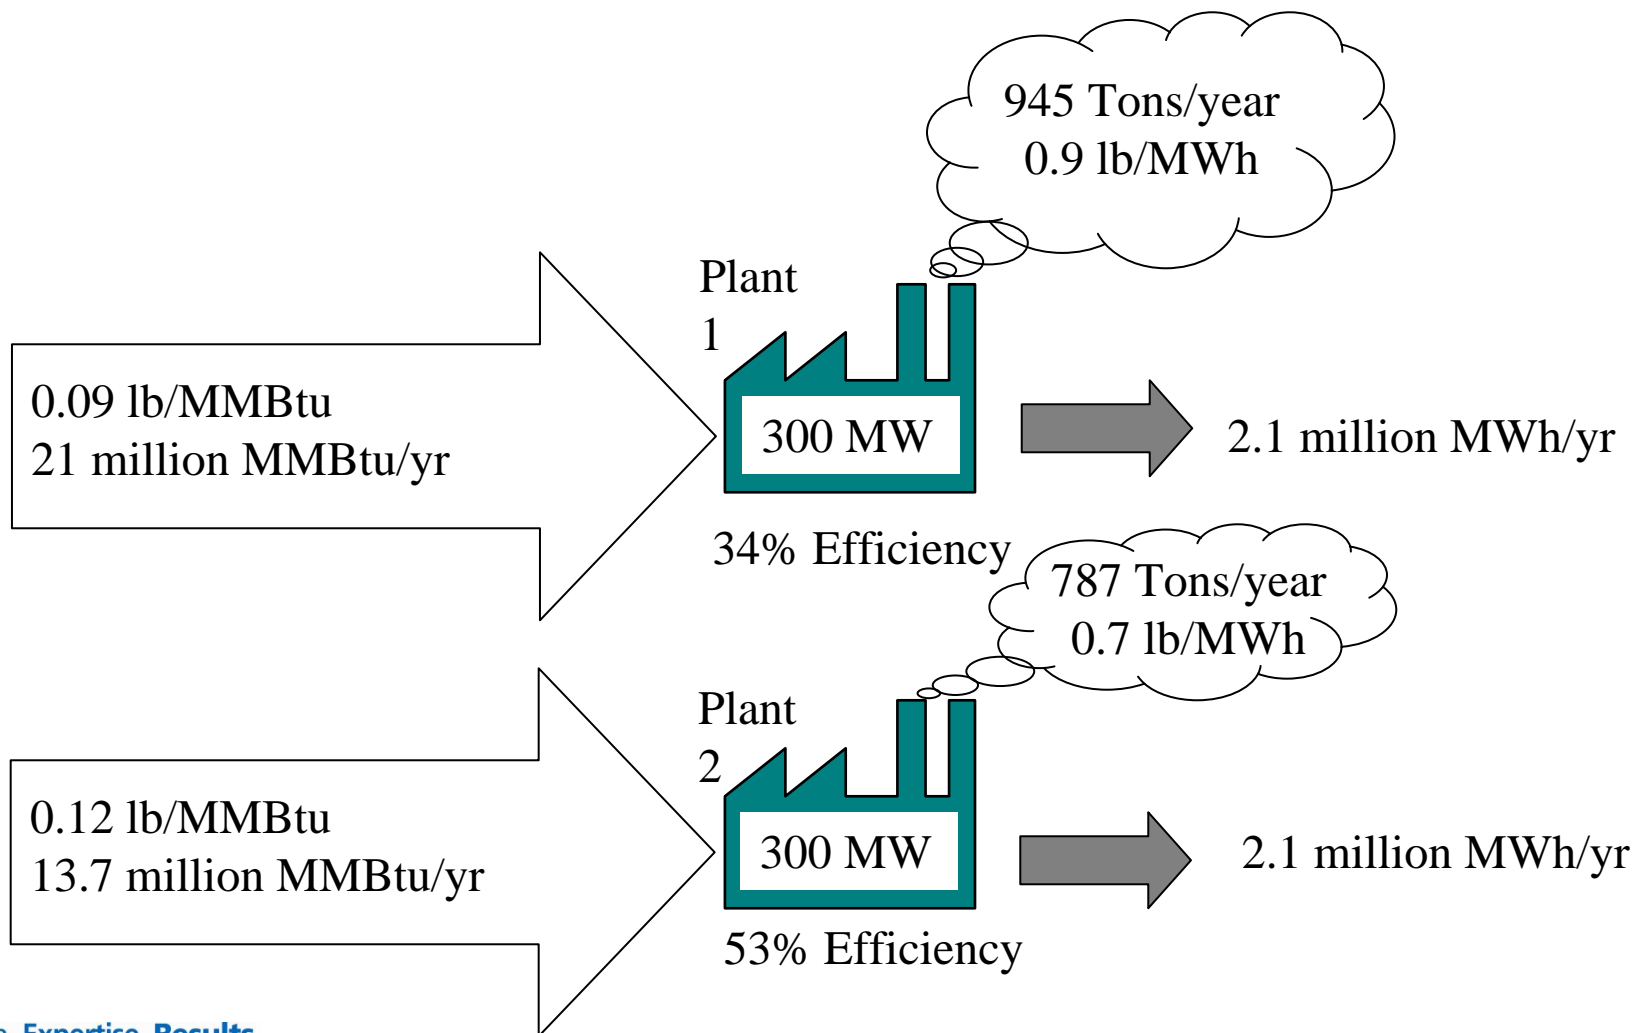 945 Tons/year
0.9 lb/MWh
Plant
1
0.09 lb/MMBtu
21 million MMBtu/yr
300 MW
2.1 million MWh/yr
34% Efficiency
787 Tons/year
0.7 lb/MWh
Plant
2
0.12 lb/MMBtu
13.7 million MMBtu/yr
300 MW
2.1 million MWh/yr
53% Efficiency
Expertise Results